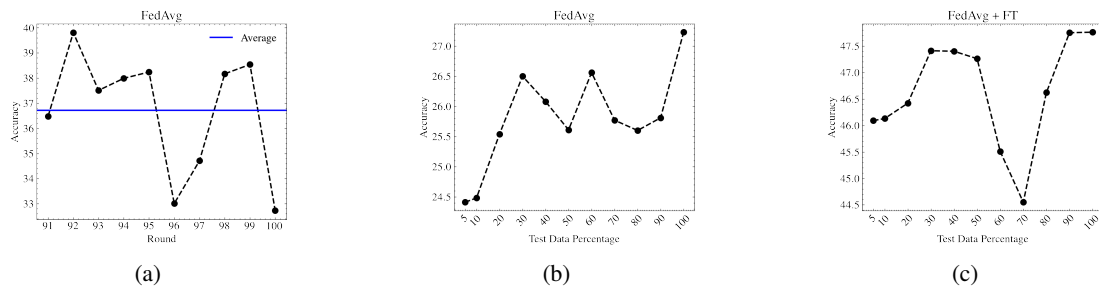 FedAvg
Average
Accuracy
40
39
38
37
36
35
34
33
91 92 93 94 95 96 97 98 99 100
Round
(a)
FedAvg
Accuracy
27.0
26.5
26.0
25.5
25.0
24.5
5 10 20 30 40 50 60 70 80 90 100
Test Data Percentage
(b)
FedAvg + FT
Accuracy
47.5
47.0
46.5
46.0
45.5
45.0
44.5
5 10 20 30 40 50 60 70 80 90 100
Test Data Percentage
(c)